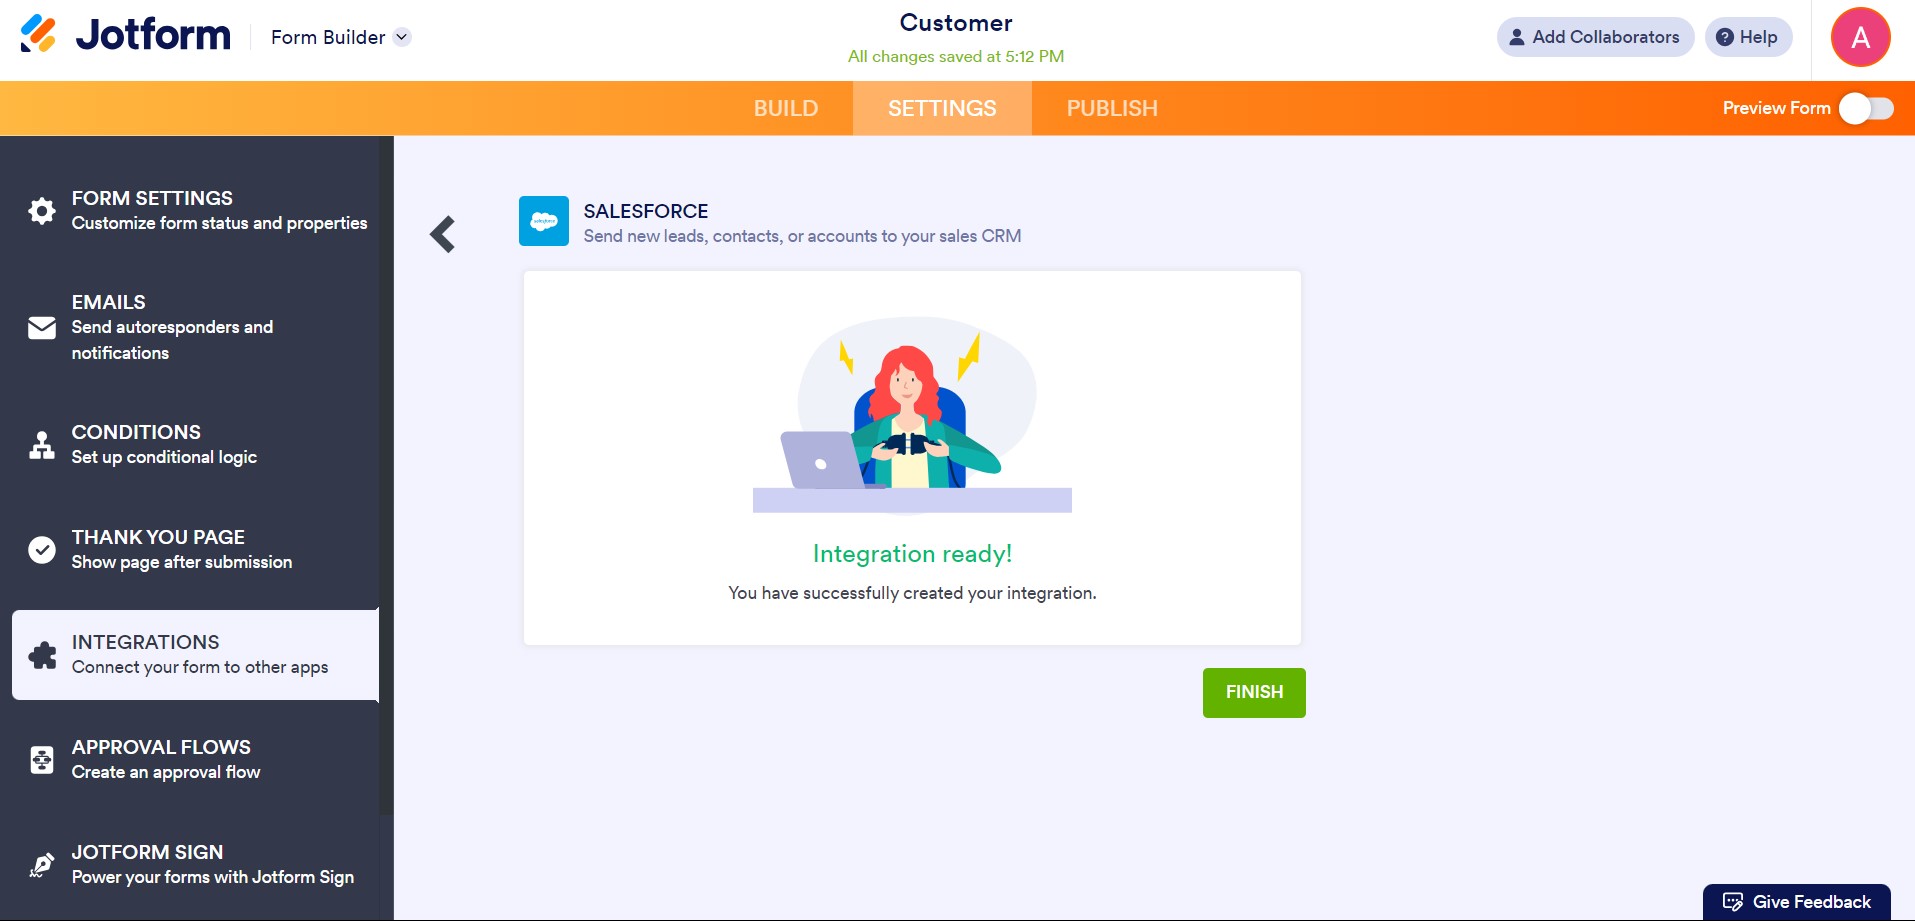 Jotform
Form Builder
Customer
All changes saved at 5:12 PM
Add Collaborators
Help
A
BUILD
SETTINGS
PUBLISH
Preview Form
FORM SETTINGS
Customize form status and properties
EMAILS
Send autoresponders and
notifications
CONDITIONS
Set up conditional logic
THANK YOU PAGE
Show page after submission
INTEGRATIONS
Connect your form to other apps
APPROVAL FLOWS
Create an approval flow
JOTFORM SIGN
Power your forms with Jotform Sign
salesforce
SALESFORCE
Send new leads, contacts, or accounts to your sales CRM
Integration ready!
You have successfully created your integration.
FINISH
Give Feedback